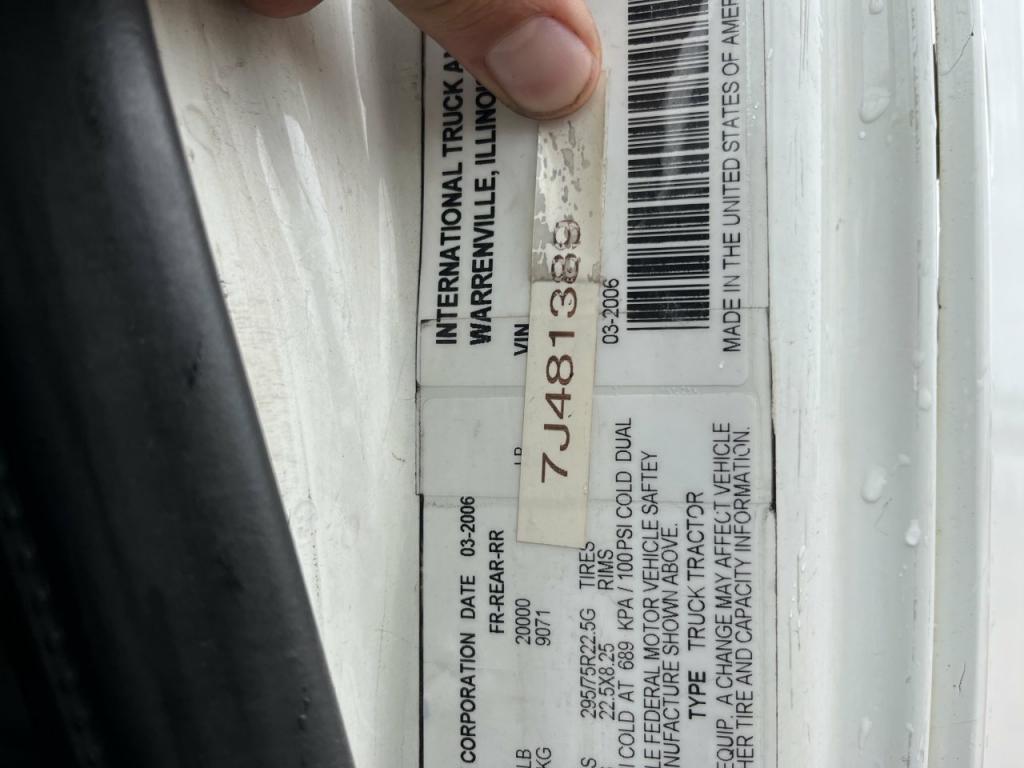 INTERNATIONAL TRUCK
WARRENVILLE, ILLINOI
VIN
7J481389
03-2006
MADE IN THE UNITED STATES OF AMER
CORPORATION DATE 03-2006
FR-REAR-RR
LB
LB 20000
KG 9071
295/75R22.5G TIRES
22.5X8.25 RIMS
COLD AT 689 KPA / 100PSI COLD DUAL
LE FEDERAL MOTOR VEHICLE SAFTEY
NUFACTURE SHOWN ABOVE.
TYPE TRUCK TRACTOR
EQUIP. A CHANGE MAY AFFECT VEHICLE
HER TIRE AND CAPACITY INFORMATION.